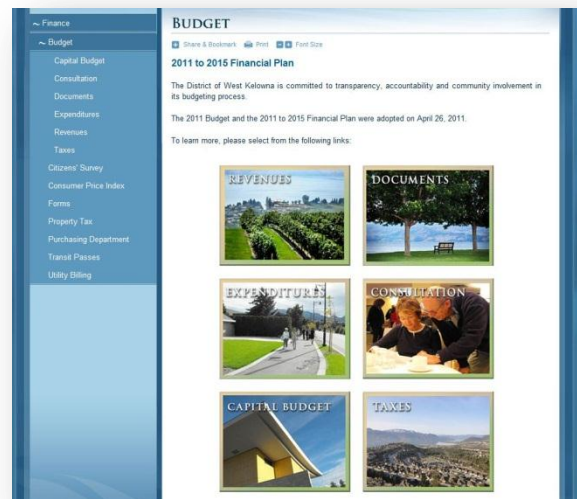 ~ Finance
~ Budget
Capital Budget
Consultation
Documents
Expenditures
Revenues
Taxes
Citizens' Survey
Consumer Price Index
Forms
Property Tax
Purchasing Department
Transit Passes
Utility Billing
BUDGET
Share & Bookmark Print Font Size
2011 to 2015 Financial Plan
The District of West Kelowna is committed to transparency, accountability and community involvement in
its budgeting process.
The 2011 Budget and the 2011 to 2015 Financial Plan were adopted on April 26, 2011.
To learn more, please select from the following links:
REVENUES
DOCUMENTS
EXPENDITURES
CONSULTATION
CAPITAL BUDGET
TAXES